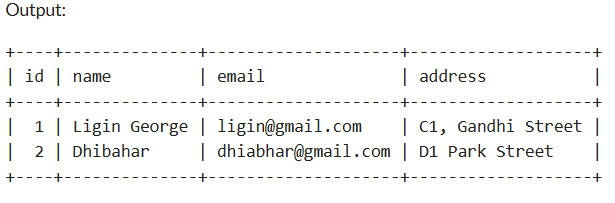 Output:
+----+--------------+-------------------+------------------+
| id | name         | email             | address          |
+----+--------------+-------------------+------------------+
|  1 | Ligin George | ligin@gmail.com   | C1, Gandhi Street |
|  2 | Dhibahar     | dhiabhar@gmail.com | D1 Park Street    |
+----+--------------+-------------------+------------------+